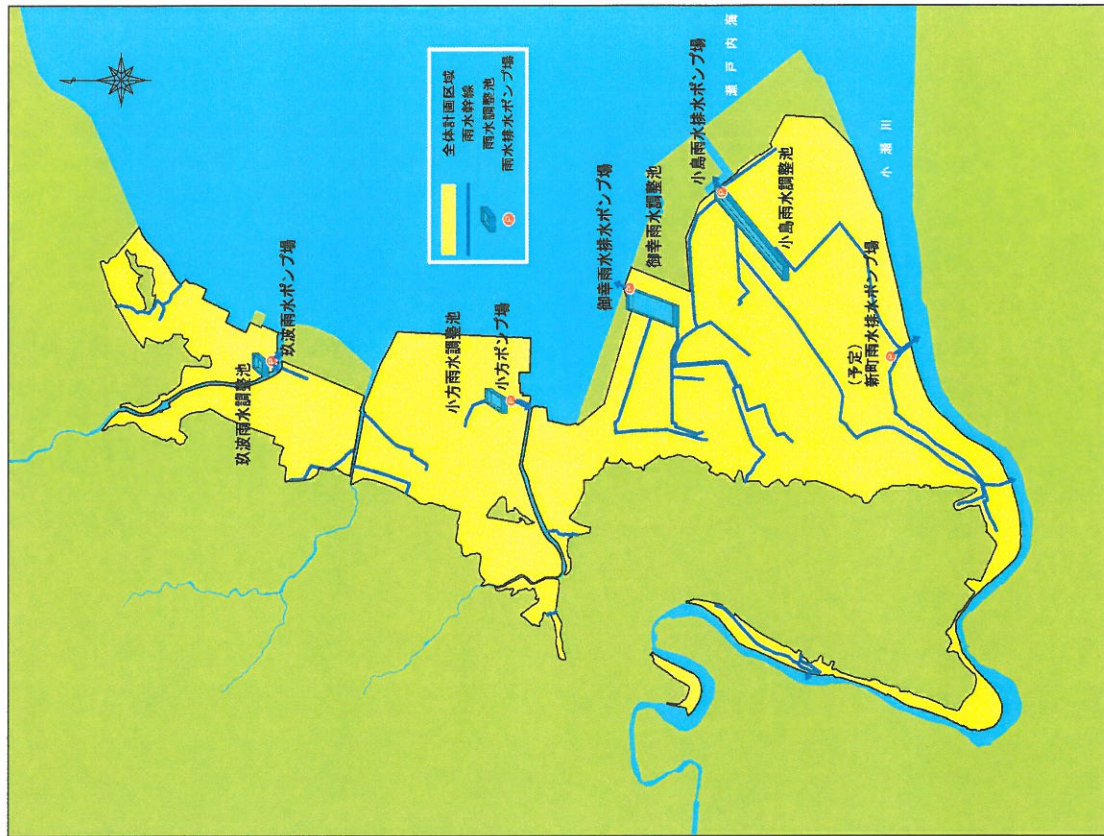 全体計画区域
雨水幹線
雨水調整池
雨水排水ポンプ場
玖波雨水調整池
玖波雨水ポンプ場
小方雨水調整池
小方ポンプ場
御幸雨水排水ポンプ場
御幸雨水調整池
小島雨水排水ポンプ場
小島雨水調整池
(予定)
新町雨水排水ポンプ場
瀬戸内海
小瀬川
P
P
P
P
P
P